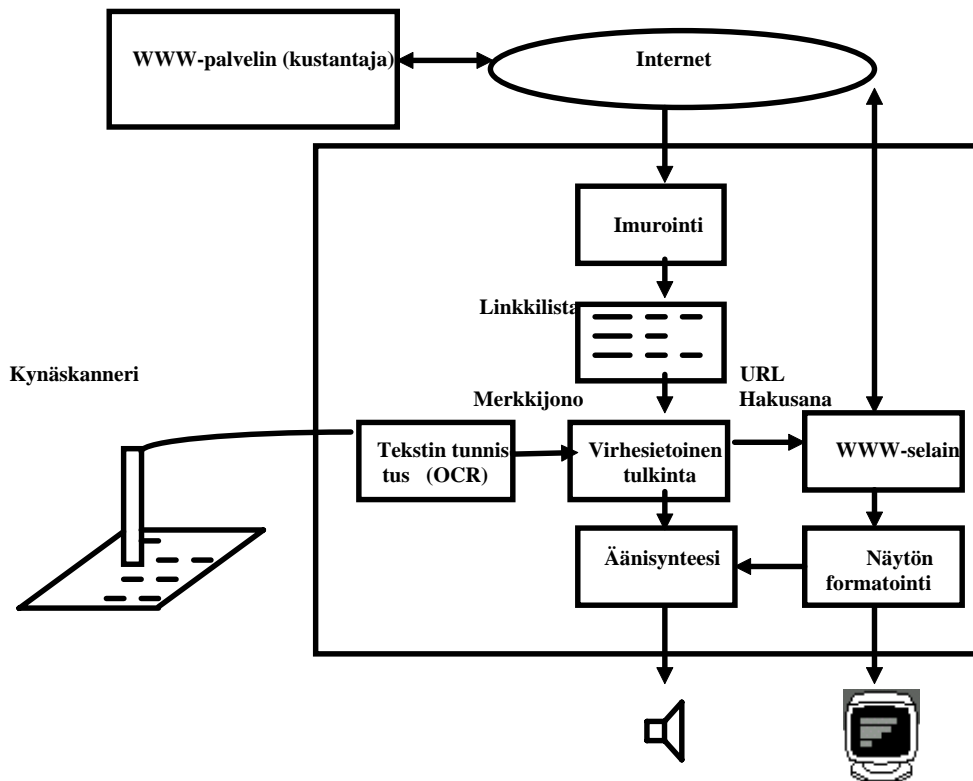 WWW-palvelin (kustantaja)
Internet
Imurointi
Linkkilista
Kynäskanneri
Merkkijono
URL
Hakusana
Tekstin tunnis
tus (OCR)
Virhesietoinen
tulkinta
WWW-selain
Äänisynteesi
Näytön
formatointi